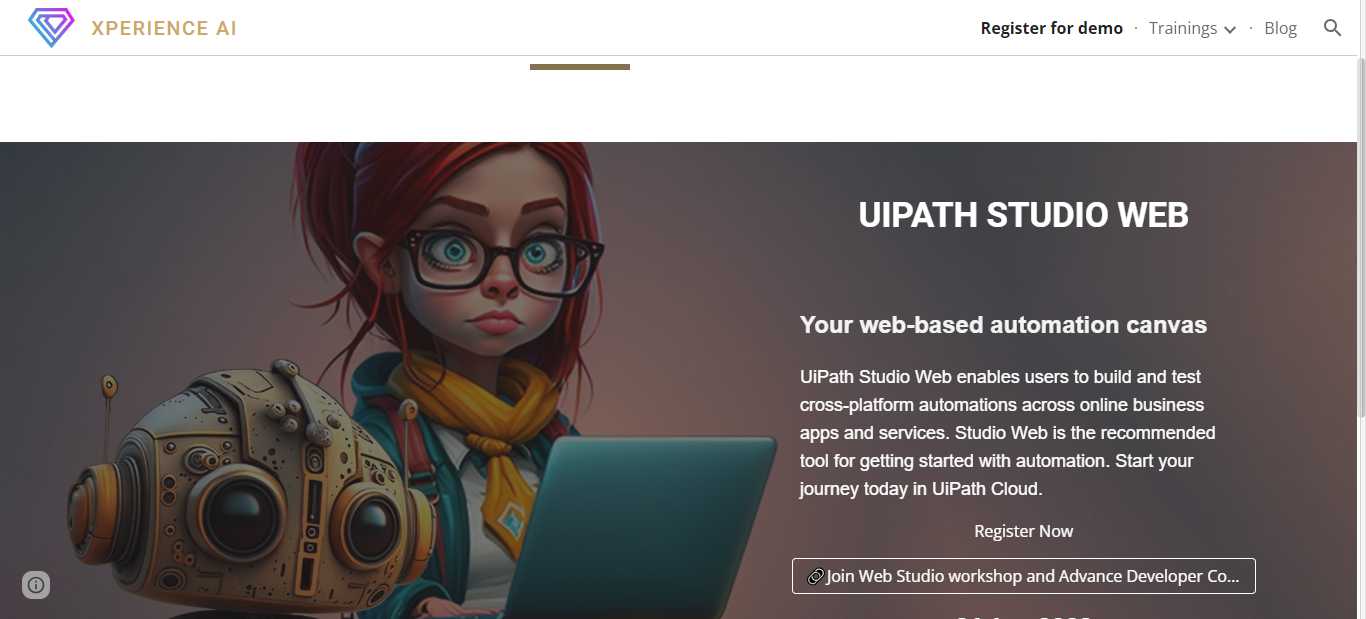 XPERIENCE AI
Register for demo · Trainings · Blog
UIPATH STUDIO WEB
Your web-based automation canvas
UiPath Studio Web enables users to build and test
cross-platform automations across online business
apps and services. Studio Web is the recommended
tool for getting started with automation. Start your
journey today in UiPath Cloud.
Register Now
Join Web Studio workshop and Advance Developer Co...